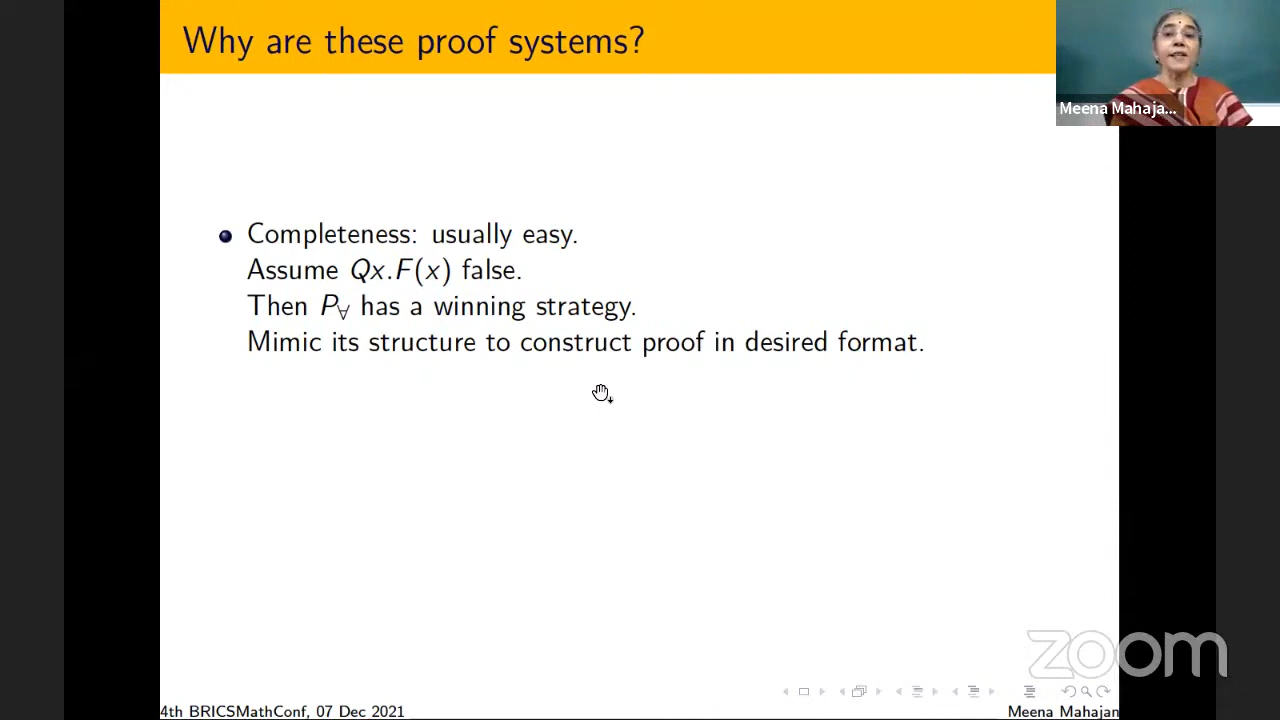 Why are these proof systems?
Meena Mahaja...
Completeness: usually easy.
Assume Qx.F(x) false.
Then P∀ has a winning strategy.
Mimic its structure to construct proof in desired format.
zoom
4th BRICSMathConf, 07 Dec 2021
Meena Mahajan